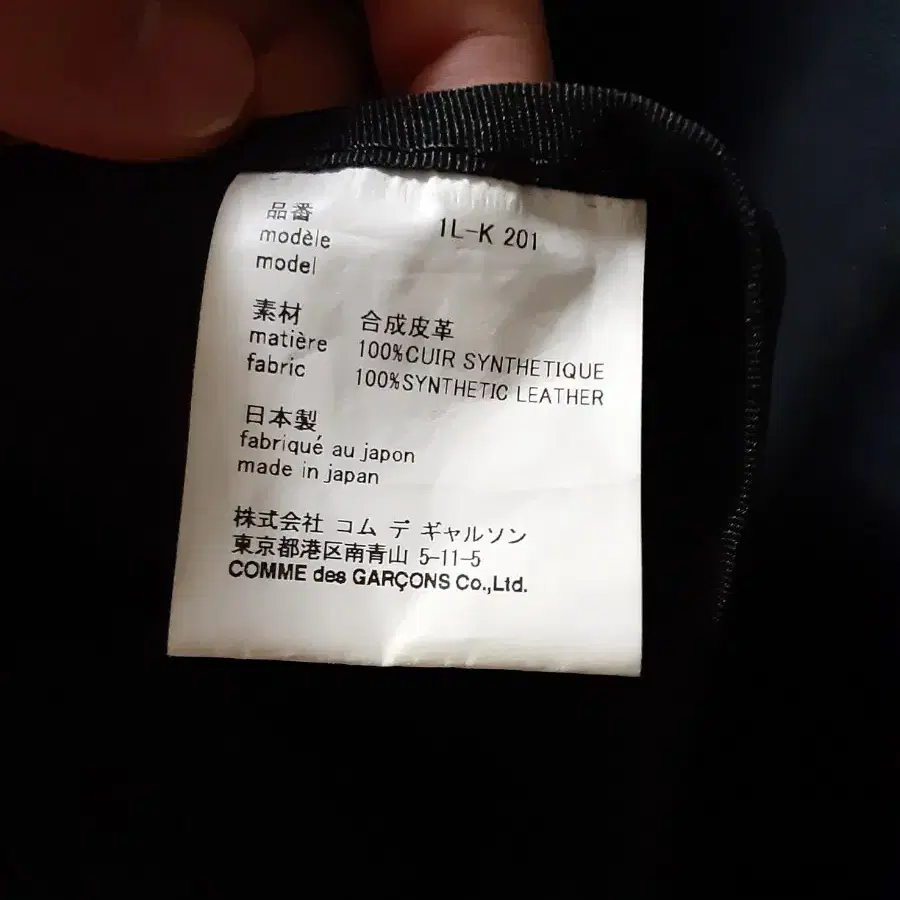 品番
modèle
model
1L-K 201
素材
matière
fabric
合成皮革
100%CUIR SYNTHETIQUE
100%SYNTHETIC LEATHER
日本製
fabriqué au japon
made in japan
株式会社 コム デ ギャルソン
東京都港区南青山 5-11-5
COMME des GARÇONS Co.,Ltd.